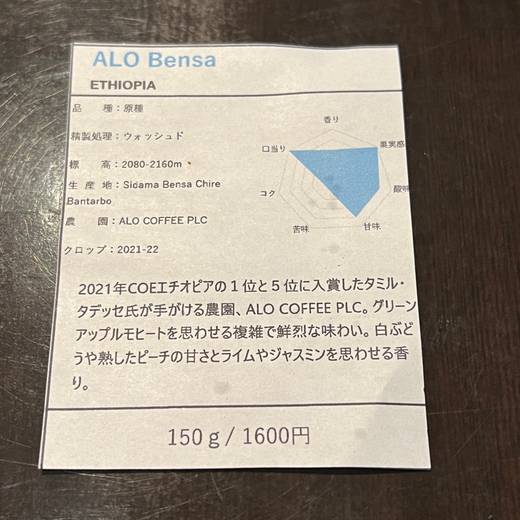 ALO Bensa
ETHIOPIA
品　種：原種
精製処理：ウォッシュド
標　高：2080-2160m
生 産 地：Sidama Bensa Chire
Bantarbo
農　園：ALO COFFEE PLC
クロップ：2021-22
香り
果実感
酸味
甘味
苦味
コク
口当り
2021年COEエチオピアの１位と５位に入賞したタミル・
タデッセ氏が手がける農園、ALO COFFEE PLC。グリーン
アップルモヒートを思わせる複雑で鮮烈な味わい。白ぶど
うや熟したピーチの甘さとライムやジャスミンを思わせる香
り。
150ｇ/ 1600円